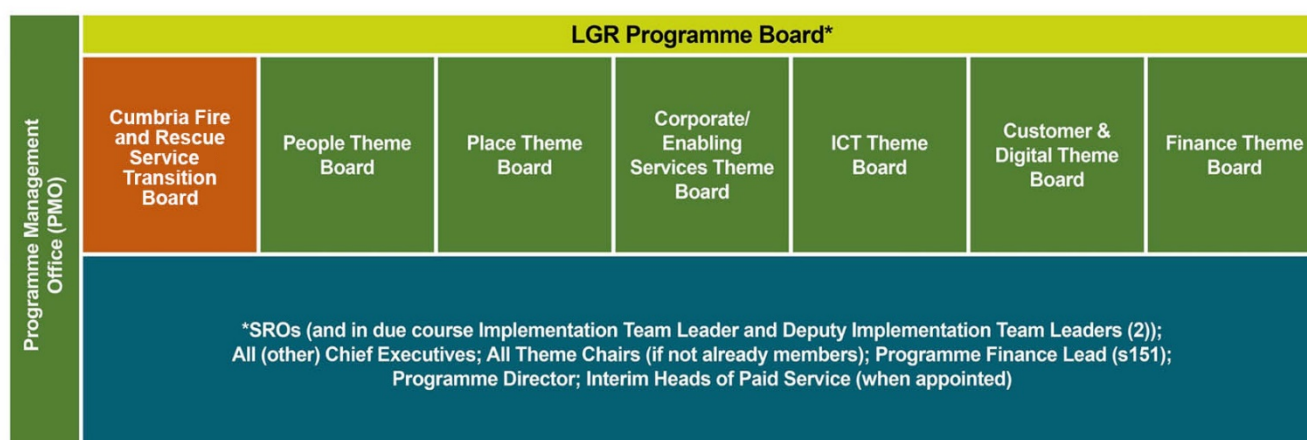 Programme Management
Office (PMO)
LGR Programme Board*
Cumbria Fire
and Rescue
Service
Transition
Board
People Theme
Board
Place Theme
Board
Corporate/
Enabling
Services Theme
Board
ICT Theme
Board
Customer &
Digital Theme
Board
Finance Theme
Board
*SROs (and in due course Implementation Team Leader and Deputy Implementation Team Leaders (2));
All (other) Chief Executives; All Theme Chairs (if not already members); Programme Finance Lead (s151);
Programme Director; Interim Heads of Paid Service (when appointed)